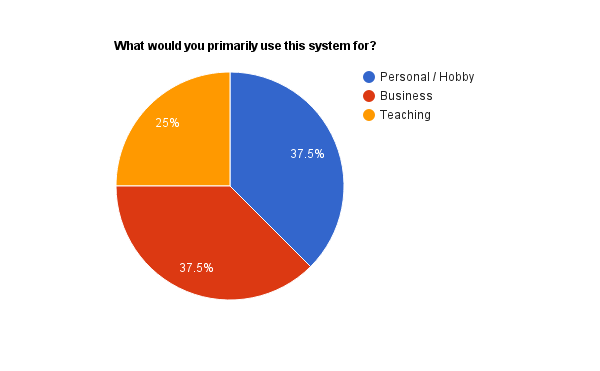 What would you primarily use this system for?
Personal / Hobby
Business
Teaching
25%
37.5%
37.5%